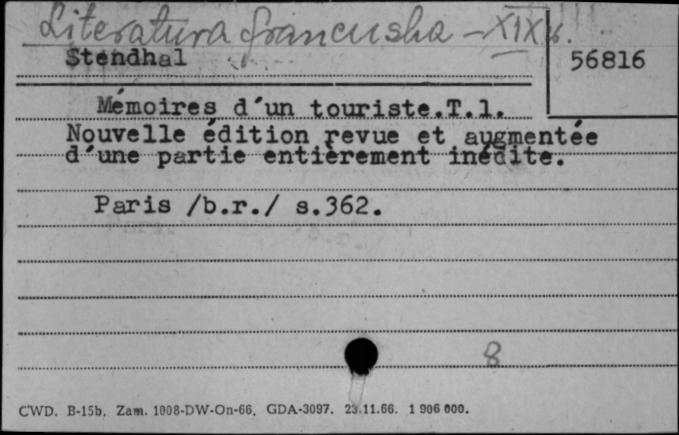 Literatura francuska – XIX w.
Stendhal
56816
Mémoires d´un touriste.T.1.
Nouvelle édition revue et augmentée
d´une partie entièrement inédite.
Paris /b.r./ s.362.
8
CWD. B-15b. Zam. 1008-DW-On-66. GDA-3097. 23.11.66. 1 906 000.